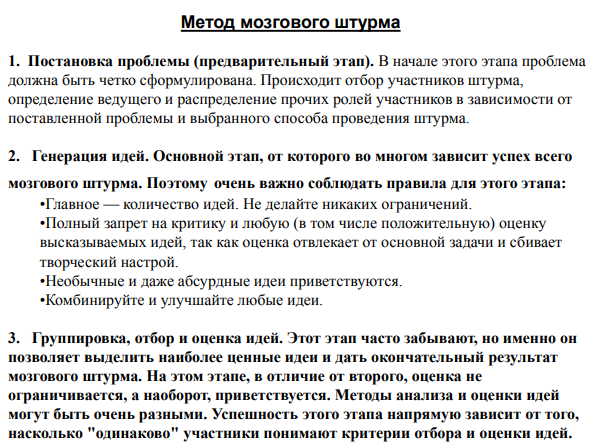 Метод мозгового штурма
1. Постановка проблемы (предварительный этап). В начале этого этапа проблема
должна быть четко сформулирована. Происходит отбор участников штурма,
определение ведущего и распределение прочих ролей участников в зависимости от
поставленной проблемы и выбранного способа проведения штурма.
2. Генерация идей. Основной этап, от которого во многом зависит успех всего
мозгового штурма. Поэтому очень важно соблюдать правила для этого этапа:
•Главное — количество идей. Не делайте никаких ограничений.
•Полный запрет на критику и любую (в том числе положительную) оценку
высказываемых идей, так как оценка отвлекает от основной задачи и сбивает
творческий настрой.
•Необычные и даже абсурдные идеи приветствуются.
•Комбинируйте и улучшайте любые идеи.
3. Группировка, отбор и оценка идей. Этот этап часто забывают, но именно он
позволяет выделить наиболее ценные идеи и дать окончательный результат
мозгового штурма. На этом этапе, в отличие от второго, оценка не
ограничивается, а наоборот, приветствуется. Методы анализа и оценки идей
могут быть очень разными. Успешность этого этапа напрямую зависит от того,
насколько "одинаково" участники понимают критерии отбора и оценки идей.